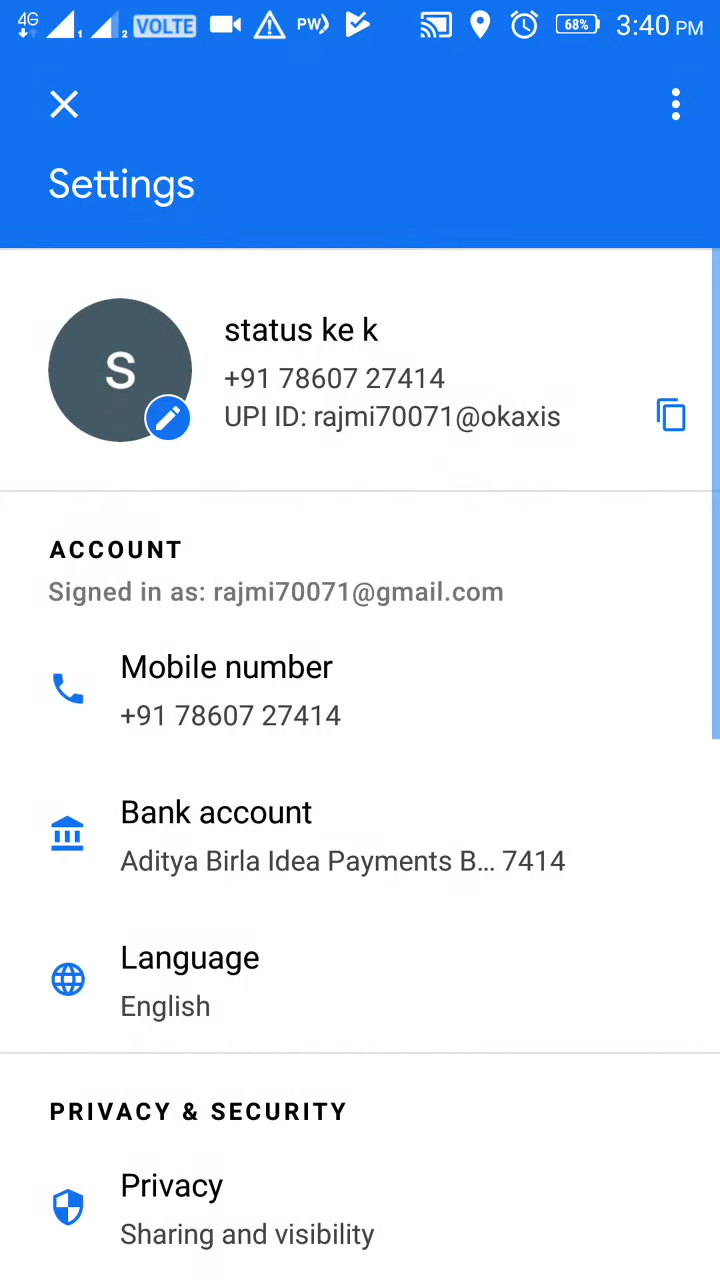 4G 1 2 VOLTE PW) 68% 3:40 PM
Settings
S
status ke k
+91 78607 27414
UPI ID: rajmi70071@okaxis
ACCOUNT
Signed in as: rajmi70071@gmail.com
Mobile number
+91 78607 27414
Bank account
Aditya Birla Idea Payments B... 7414
Language
English
PRIVACY & SECURITY
Privacy
Sharing and visibility